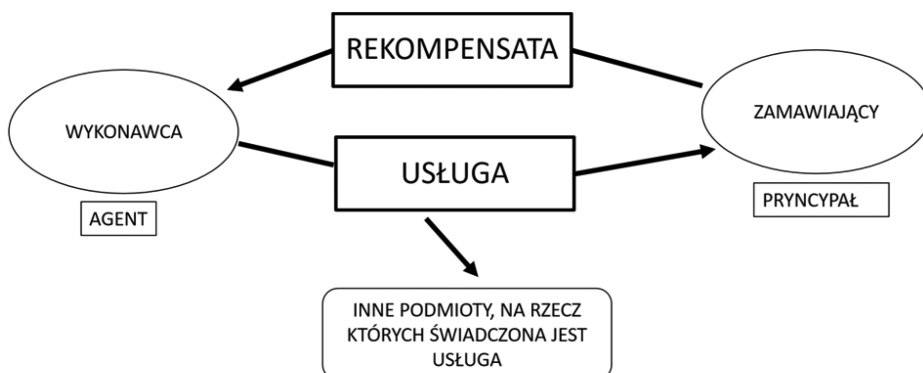 REKOMPENSATA
WYKONAWCA
ZAMAWIAJĄCY
USŁUGA
AGENT
PRYNCYPAŁ
INNE PODMIOTY, NA RZECZ
KTÓRYCH ŚWIADCZONA JEST
USŁUGA